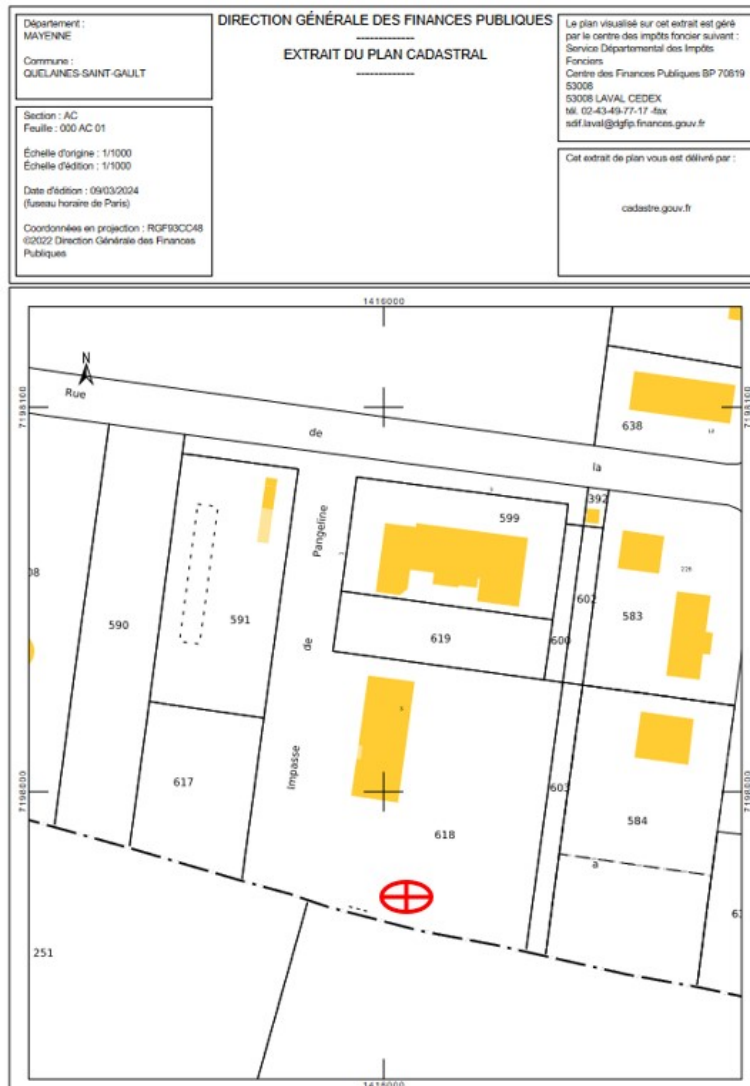 Département :
MAYENNE
Commune :
QUELAINES-SAINT-GAULT
Section : AC
Feuille : 000 AC 01
Échelle d'origine : 1/1000
Échelle d'édition : 1/1000
Date d'édition : 09/03/2024
(fuseau horaire de Paris)
Coordonnées en projection : RGF93CC48
©2022 Direction Générale des Finances
Publiques
DIRECTION GÉNÉRALE DES FINANCES PUBLIQUES
-------------
EXTRAIT DU PLAN CADASTRAL
-------------
Le plan visualisé sur cet extrait est géré
par le centre des impôts foncier suivant :
Service Départemental des Impôts
Fonciers
Centre des Finances Publiques BP 70819
53008
53008 LAVAL CEDEX
tél. 02-43-49-77-17 -fax
sdif.laval@dgfip.finances.gouv.fr
Cet extrait de plan vous est délivré par :
cadastre.gouv.fr
1416000
N
Rue
de
la
7198100
7198100
638
392
599
Pangeline
602
583
590
591
de
619
600
Impasse
617
603
618
584
7198000
7198000
a
251
1416000